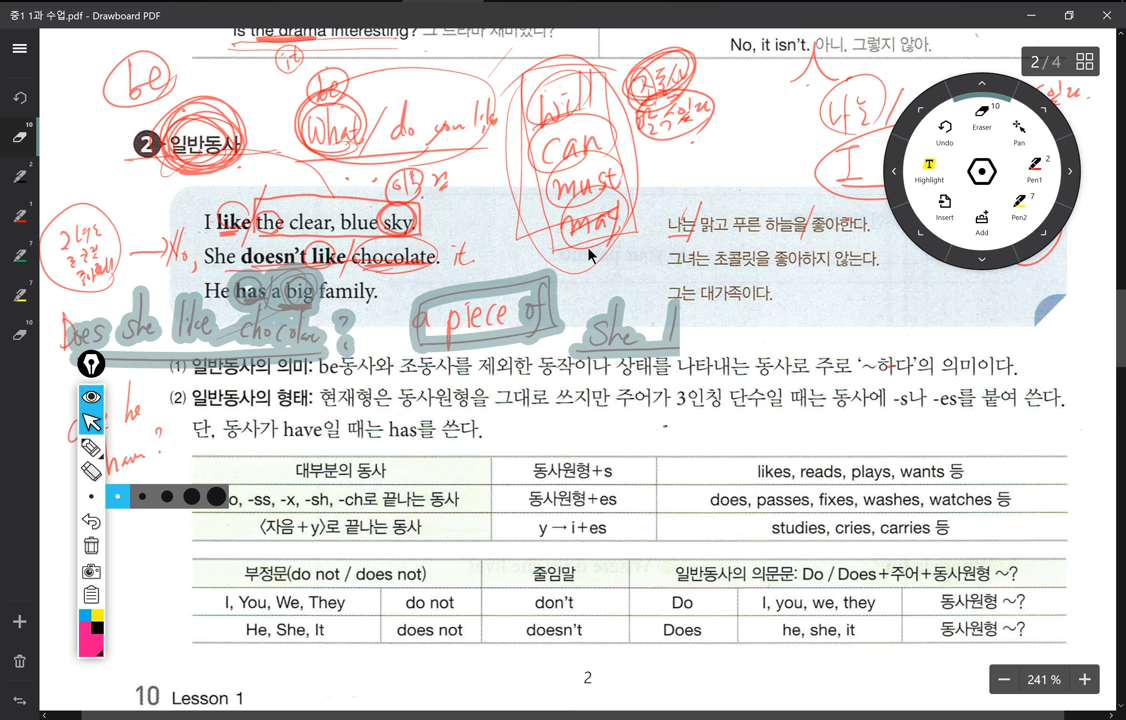 중1 1과 수업.pdf - Drawboard PDF
Is the drama interesting? 그 드라마 재미있니?
No, it isn't. 아니, 그렇지 않아.
2 / 4
it
be
be
What / do you like
will
can
must
may
조동사
나는 /
I
10
Eraser
Undo
Pan
Highlight
2
Pen1
Insert
7
Pen2
Add
2 일반동사
I like the clear, blue sky.
나는 맑고 푸른 하늘을 좋아한다.
No,
She doesn't like chocolate.
it.
그녀는 초콜릿을 좋아하지 않는다.
He has a big family.
그는 대가족이다.
Does she like chocolate ?
a piece of
she
(1) 일반동사의 의미: be동사와 조동사를 제외한 동작이나 상태를 나타내는 동사로 주로 '~하다'의 의미이다.
(2) 일반동사의 형태: 현재형은 동사원형을 그대로 쓰지만 주어가 3인칭 단수일 때는 동사에 -s나 -es를 붙여 쓴다.
단, 동사가 have일 때는 has를 쓴다.
he
have?
대부분의 동사 동사원형+s likes, reads, plays, wants 등
o, -ss, -x, -sh, -ch로 끝나는 동사 동사원형+es does, passes, fixes, washes, watches 등
〈자음+y〉로 끝나는 동사 y → i+es studies, cries, carries 등
부정문(do not / does not) 줄임말 일반동사의 의문문: Do / Does+주어+동사원형 ~?
I, You, We, They do not don't Do I, you, we, they 동사원형 ~?
He, She, It does not doesn't Does he, she, it 동사원형 ~?
2
10 Lesson 1
241 %